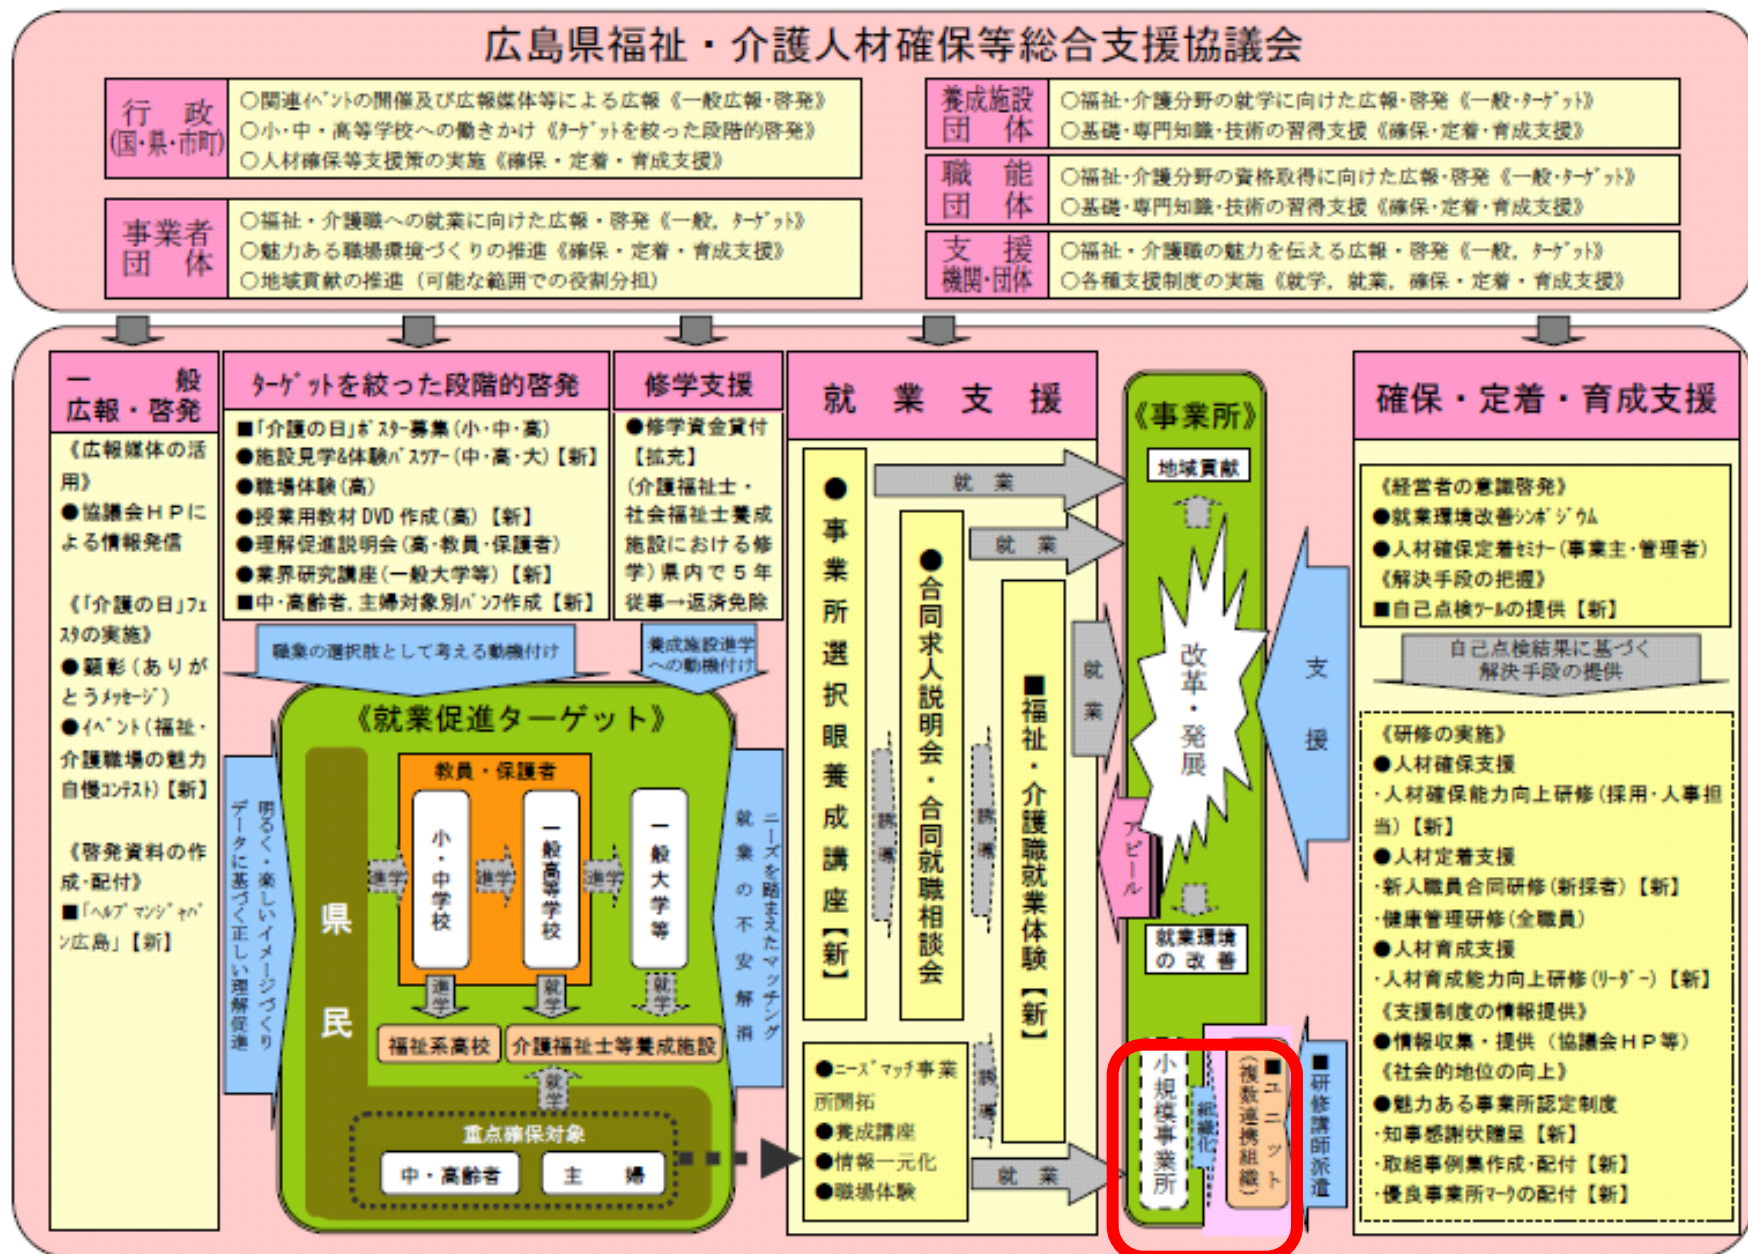 広島県福祉・介護人材確保等総合支援協議会
行政
(国・県・市町)
○関連ｲﾍﾞﾝﾄの開催及び広報媒体等による広報《一般広報・啓発》
○小・中・高等学校への働きかけ《ﾀｰｹﾞｯﾄを絞った段階的啓発》
○人材確保等支援策の実施《確保・定着・育成支援》
事業者
団体
○福祉・介護職への就業に向けた広報・啓発《一般，ﾀｰｹﾞｯﾄ》
○魅力ある職場環境づくりの推進《確保・定着・育成支援》
○地域貢献の推進（可能な範囲での役割分担）
養成施設
団体
○福祉・介護分野の就学に向けた広報・啓発《一般・ﾀｰｹﾞｯﾄ》
○基礎・専門知識・技術の習得支援《確保・定着・育成支援》
職能
団体
○福祉・介護分野の資格取得に向けた広報・啓発《一般・ﾀｰｹﾞｯﾄ》
○基礎・専門知識・技術の習得支援《確保・定着・育成支援》
支援
機関・団体
○福祉・介護職の魅力を伝える広報・啓発《一般，ﾀｰｹﾞｯﾄ》
○各種支援制度の実施《就学，就業，確保・定着・育成支援》
一般
広報・啓発
《広報媒体の活
用》
●協議会ＨＰに
よる情報発信
《「介護の日」ﾌｪ
ｽﾀの実施》
●顕彰（ありが
とうﾒｯｾｰｼﾞ）
●ｲﾍﾞﾝﾄ（福祉・
介護職場の魅力
自慢ｺﾝﾃｽﾄ）【新】
《啓発資料の作
成・配付》
■「ﾍﾙﾌﾟﾏﾝｼﾞｬﾊﾟ
ﾝ広島」【新】
ﾀｰｹﾞｯﾄを絞った段階的啓発
■「介護の日」ﾎﾟｽﾀｰ募集（小・中・高）
●施設見学&体験ﾊﾞｽﾂｱｰ（中・高・大）【新】
●職場体験（高）
●授業用教材DVD作成（高）【新】
●理解促進説明会（高・教員・保護者）
●業界研究講座（一般大学等）【新】
■中・高齢者，主婦対象別ﾊﾟﾝﾌ作成【新】
修学支援
●修学資金貸付
【拡充】
（介護福祉士・
社会福祉士養成
施設における修
学）県内で５年
従事→返済免除
職業の選択肢として考える動機付け
養成施設進学
への動機付け
《就業促進ターゲット》
明るく・楽しいイメージづくり
データに基づく正しい理解促進
県民
教員・保護者
小・中学校
一般高等学校
一般大学等
進学
進学
進学
進学
就学
就学
福祉系高校
介護福祉士等養成施設
就学
重点確保対象
中・高齢者
主婦
ニーズを踏まえたマッチング
就業の不安解消
就業支援
●事業所選択眼養成講座【新】
●合同求人説明会・合同就職相談会
■福祉・介護職就業体験【新】
就業
就業
就業
誘導
誘導
誘導
就業
●ﾆｰｽﾞﾏｯﾁ事業
所開拓
●養成講座
●情報一元化
●職場体験
《事業所》
地域貢献
改革・発展
アピール
就業環境
の改善
小規模事業所
組織化
■ユニット
（複数連携組織）
支援
■研修講師派遣
確保・定着・育成支援
《経営者の意識啓発》
●就業環境改善ｼﾝﾎﾟｼﾞｳﾑ
●人材確保定着ｾﾐﾅｰ（事業主・管理者）
《解決手段の把握》
■自己点検ﾂｰﾙの提供【新】
自己点検結果に基づく
解決手段の提供
《研修の実施》
●人材確保支援
・人材確保能力向上研修（採用・人事担
当）【新】
●人材定着支援
・新人職員合同研修（新採者）【新】
・健康管理研修（全職員）
●人材育成支援
・人材育成能力向上研修（ﾘｰﾀﾞｰ）【新】
《支援制度の情報提供》
●情報収集・提供（協議会ＨＰ等）
《社会的地位の向上》
●魅力ある事業所認定制度
・知事感謝状贈呈【新】
・取組事例集作成・配付【新】
・優良事業所ﾏｰｸの配付【新】